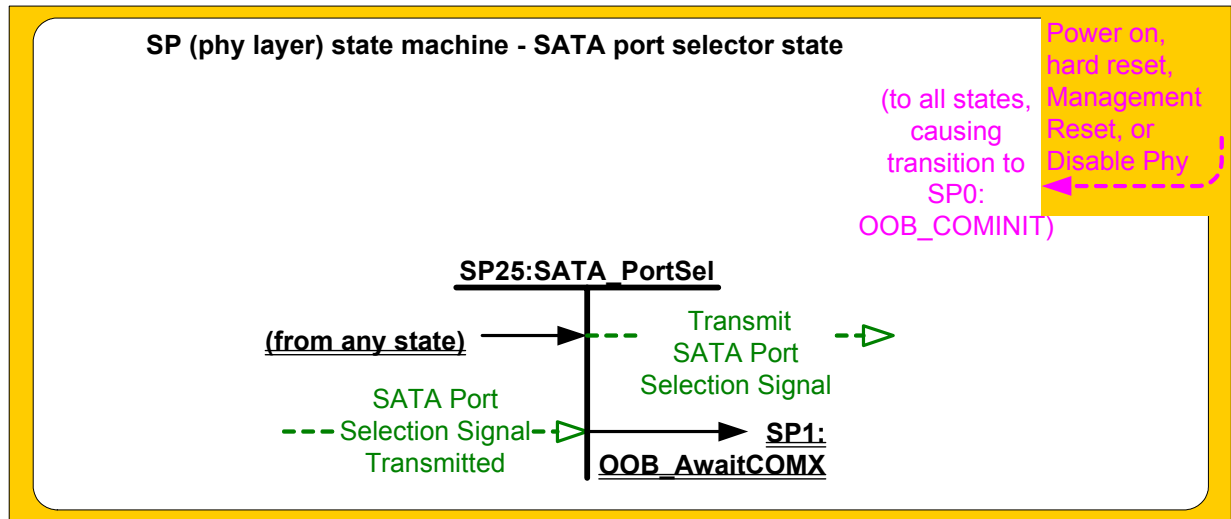 SP (phy layer) state machine - SATA port selector state
Power on,
hard reset,
Management
Reset, or
Disable Phy
(to all states,
causing
transition to
SP0:
OOB_COMINIT)
SP25:SATA_PortSel
(from any state)
Transmit
SATA Port
Selection Signal
SATA Port
Selection Signal
Transmitted
SP1:
OOB_AwaitCOMX